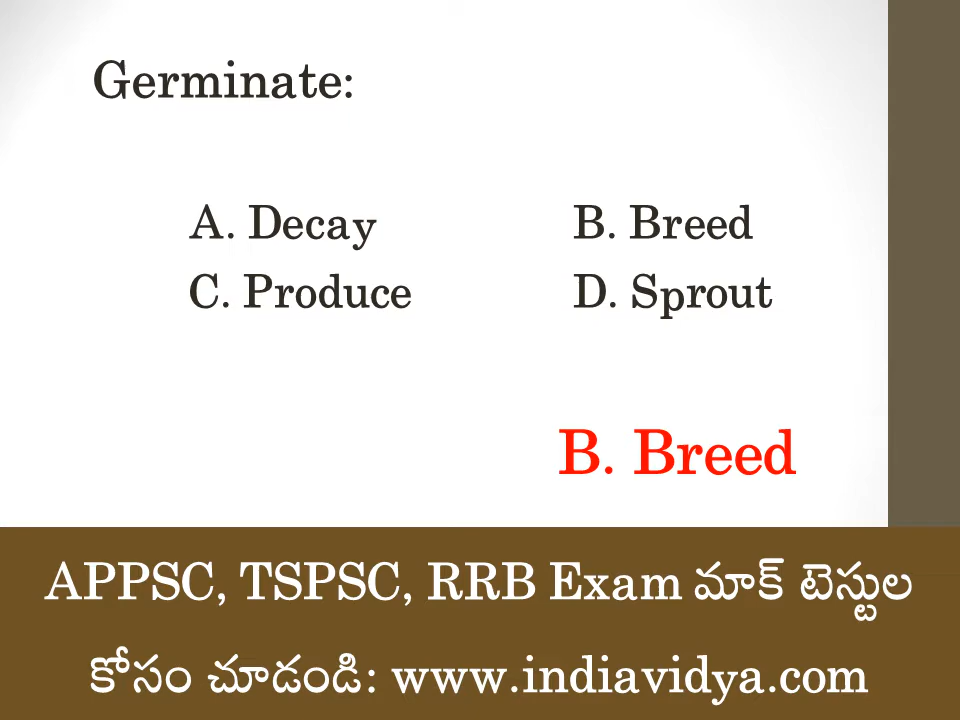 Germinate:
A. Decay B. Breed
C. Produce D. Sprout
B. Breed
APPSC, TSPSC, RRB Exam మాక్ టెస్టుల
కోసం చూడండి: www.indiavidya.com